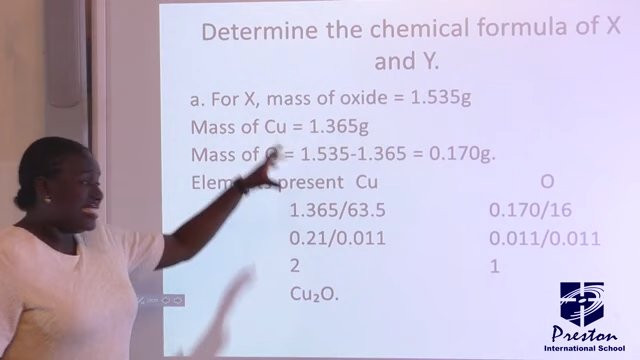 Determine the chemical formula of X
and Y.
a. For X, mass of oxide = 1.535g
Mass of Cu = 1.365g
Mass of O = 1.535-1.365 = 0.170g.
Elements present Cu O
1.365/63.5 0.170/16
0.21/0.011 0.011/0.011
2 1
Cu₂O.
Preston
International School